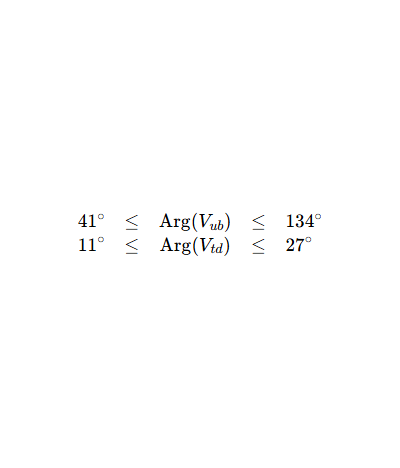 41° ≤ Arg(V_ub) ≤ 134°
11° ≤ Arg(V_td) ≤ 27°